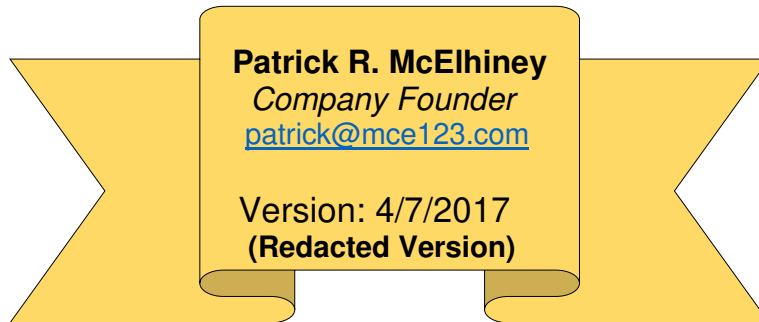 Patrick R. McElhiney
Company Founder
patrick@mce123.com
Version: 4/7/2017
(Redacted Version)